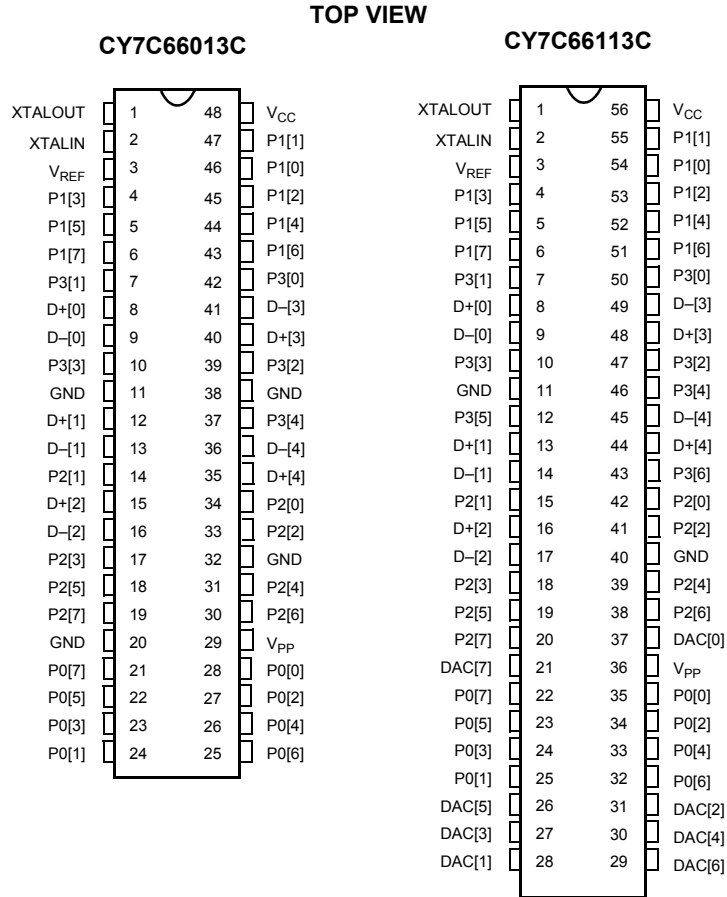 TOP VIEW
CY7C66013C
XTALOUT 1 48 VCC
XTALIN 2 47 P1[1]
VREF 3 46 P1[0]
P1[3] 4 45 P1[2]
P1[5] 5 44 P1[4]
P1[7] 6 43 P1[6]
P3[1] 7 42 P3[0]
D+[0] 8 41 D–[3]
D–[0] 9 40 D+[3]
P3[3] 10 39 P3[2]
GND 11 38 GND
D+[1] 12 37 P3[4]
D–[1] 13 36 D–[4]
P2[1] 14 35 D+[4]
D+[2] 15 34 P2[0]
D–[2] 16 33 P2[2]
P2[3] 17 32 GND
P2[5] 18 31 P2[4]
P2[7] 19 30 P2[6]
GND 20 29 VPP
P0[7] 21 28 P0[0]
P0[5] 22 27 P0[2]
P0[3] 23 26 P0[4]
P0[1] 24 25 P0[6]
CY7C66113C
XTALOUT 1 56 VCC
XTALIN 2 55 P1[1]
VREF 3 54 P1[0]
P1[3] 4 53 P1[2]
P1[5] 5 52 P1[4]
P1[7] 6 51 P1[6]
P3[1] 7 50 P3[0]
D+[0] 8 49 D–[3]
D–[0] 9 48 D+[3]
P3[3] 10 47 P3[2]
GND 11 46 P3[4]
P3[5] 12 45 D–[4]
D+[1] 13 44 D+[4]
D–[1] 14 43 P3[6]
P2[1] 15 42 P2[0]
D+[2] 16 41 P2[2]
D–[2] 17 40 GND
P2[3] 18 39 P2[4]
P2[5] 19 38 P2[6]
P2[7] 20 37 DAC[0]
DAC[7] 21 36 VPP
P0[7] 22 35 P0[0]
P0[5] 23 34 P0[2]
P0[3] 24 33 P0[4]
P0[1] 25 32 P0[6]
DAC[5] 26 31 DAC[2]
DAC[3] 27 30 DAC[4]
DAC[1] 28 29 DAC[6]